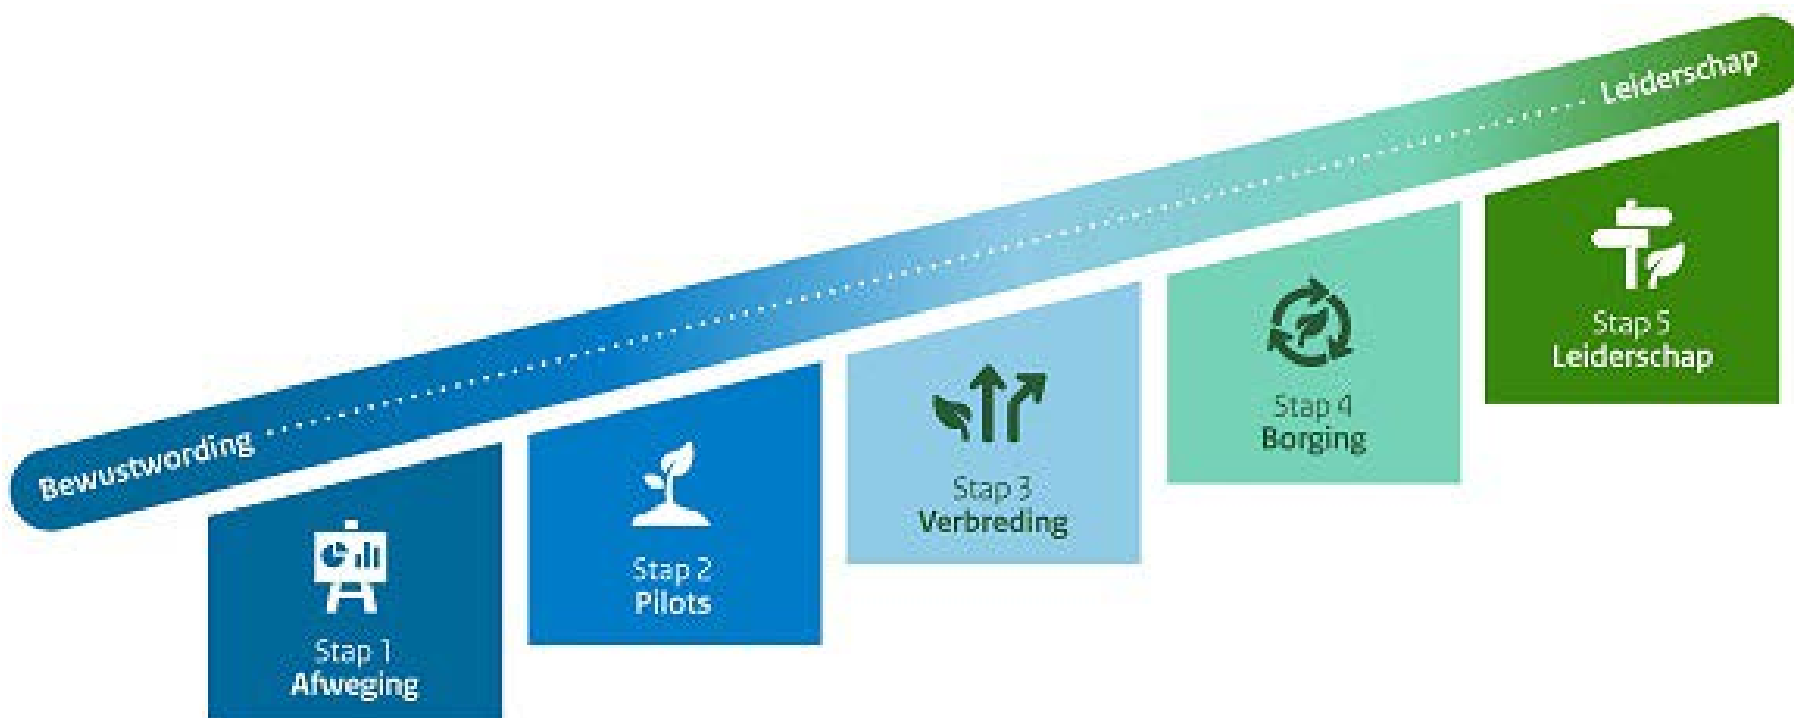 Bewustwording
Leiderschap
Stap 1
Afweging
Stap 2
Pilots
Stap 3
Verbreding
Stap 4
Borging
Stap 5
Leiderschap